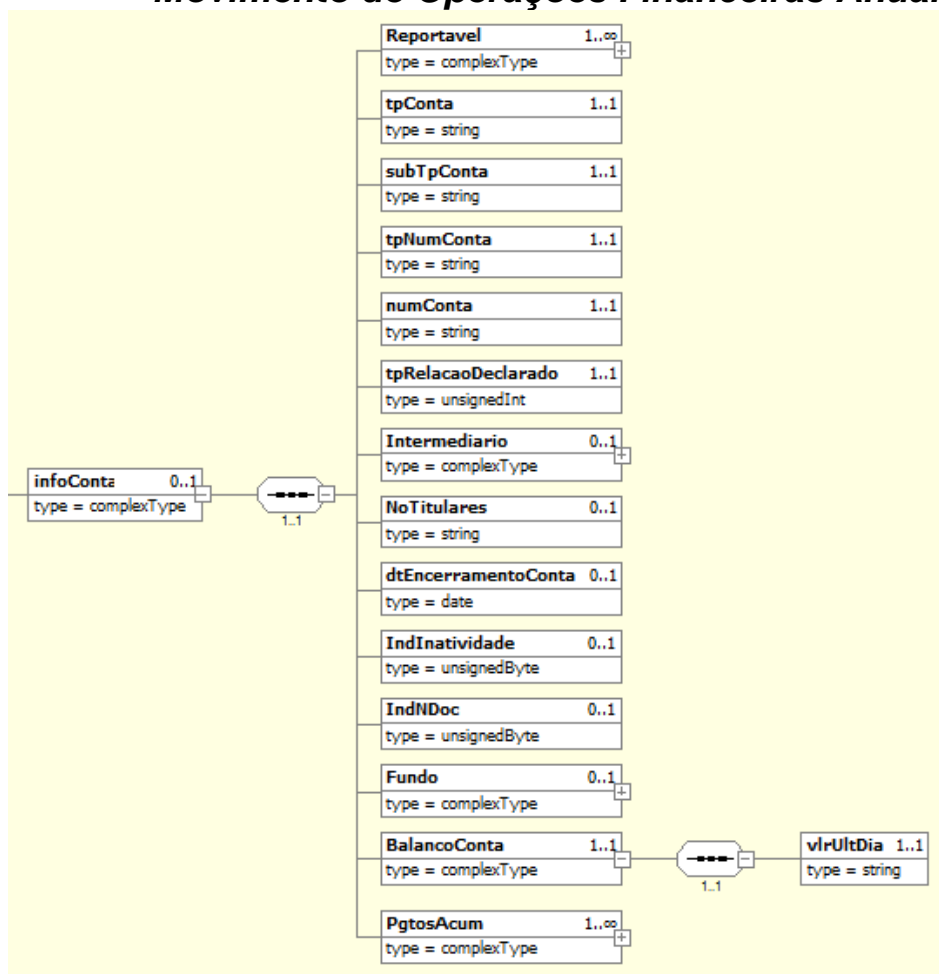 Movimento de Operações Financeiras Anual
Reportavel 1..∞
type = complexType
tpConta 1..1
type = string
subTpConta 1..1
type = string
tpNumConta 1..1
type = string
numConta 1..1
type = string
tpRelacaoDeclarado 1..1
type = unsignedInt
Intermediario 0..1
type = complexType
infoConta 0..1
type = complexType
1..1
NoTitulares 0..1
type = string
dtEncerramentoConta 0..1
type = date
IndInatividade 0..1
type = unsignedByte
IndNDoc 0..1
type = unsignedByte
Fundo 0..1
type = complexType
BalancoConta 1..1
type = complexType
1..1
vlrUltDia 1..1
type = string
PgtosAcum 1..∞
type = complexType